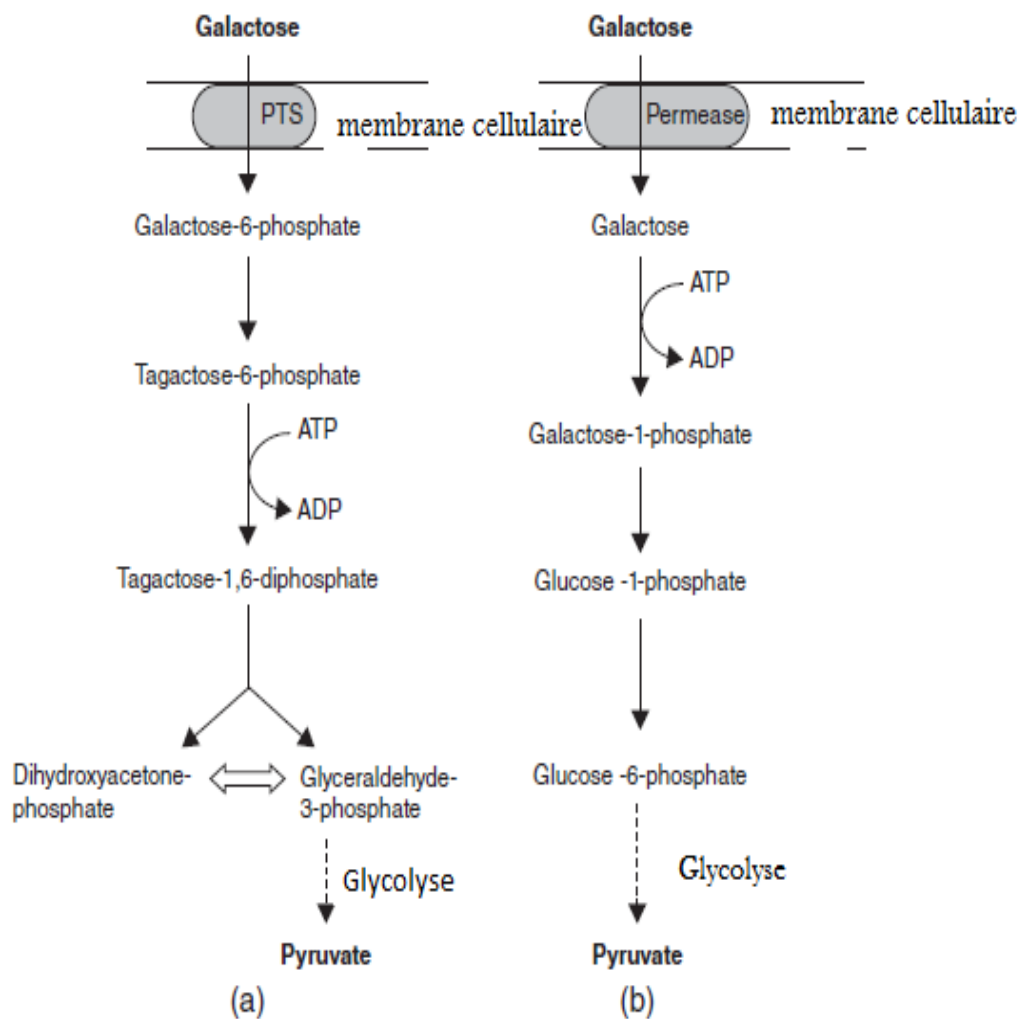 Galactose
PTS
membrane cellulaire
Galactose-6-phosphate
Tagactose-6-phosphate
ATP
ADP
Tagactose-1,6-diphosphate
Dihydroxyacetone-
phosphate
Glyceraldehyde-
3-phosphate
Glycolyse
Pyruvate
(a)
Galactose
Permease
membrane cellulaire
Galactose
ATP
ADP
Galactose-1-phosphate
Glucose -1-phosphate
Glucose -6-phosphate
Glycolyse
Pyruvate
(b)